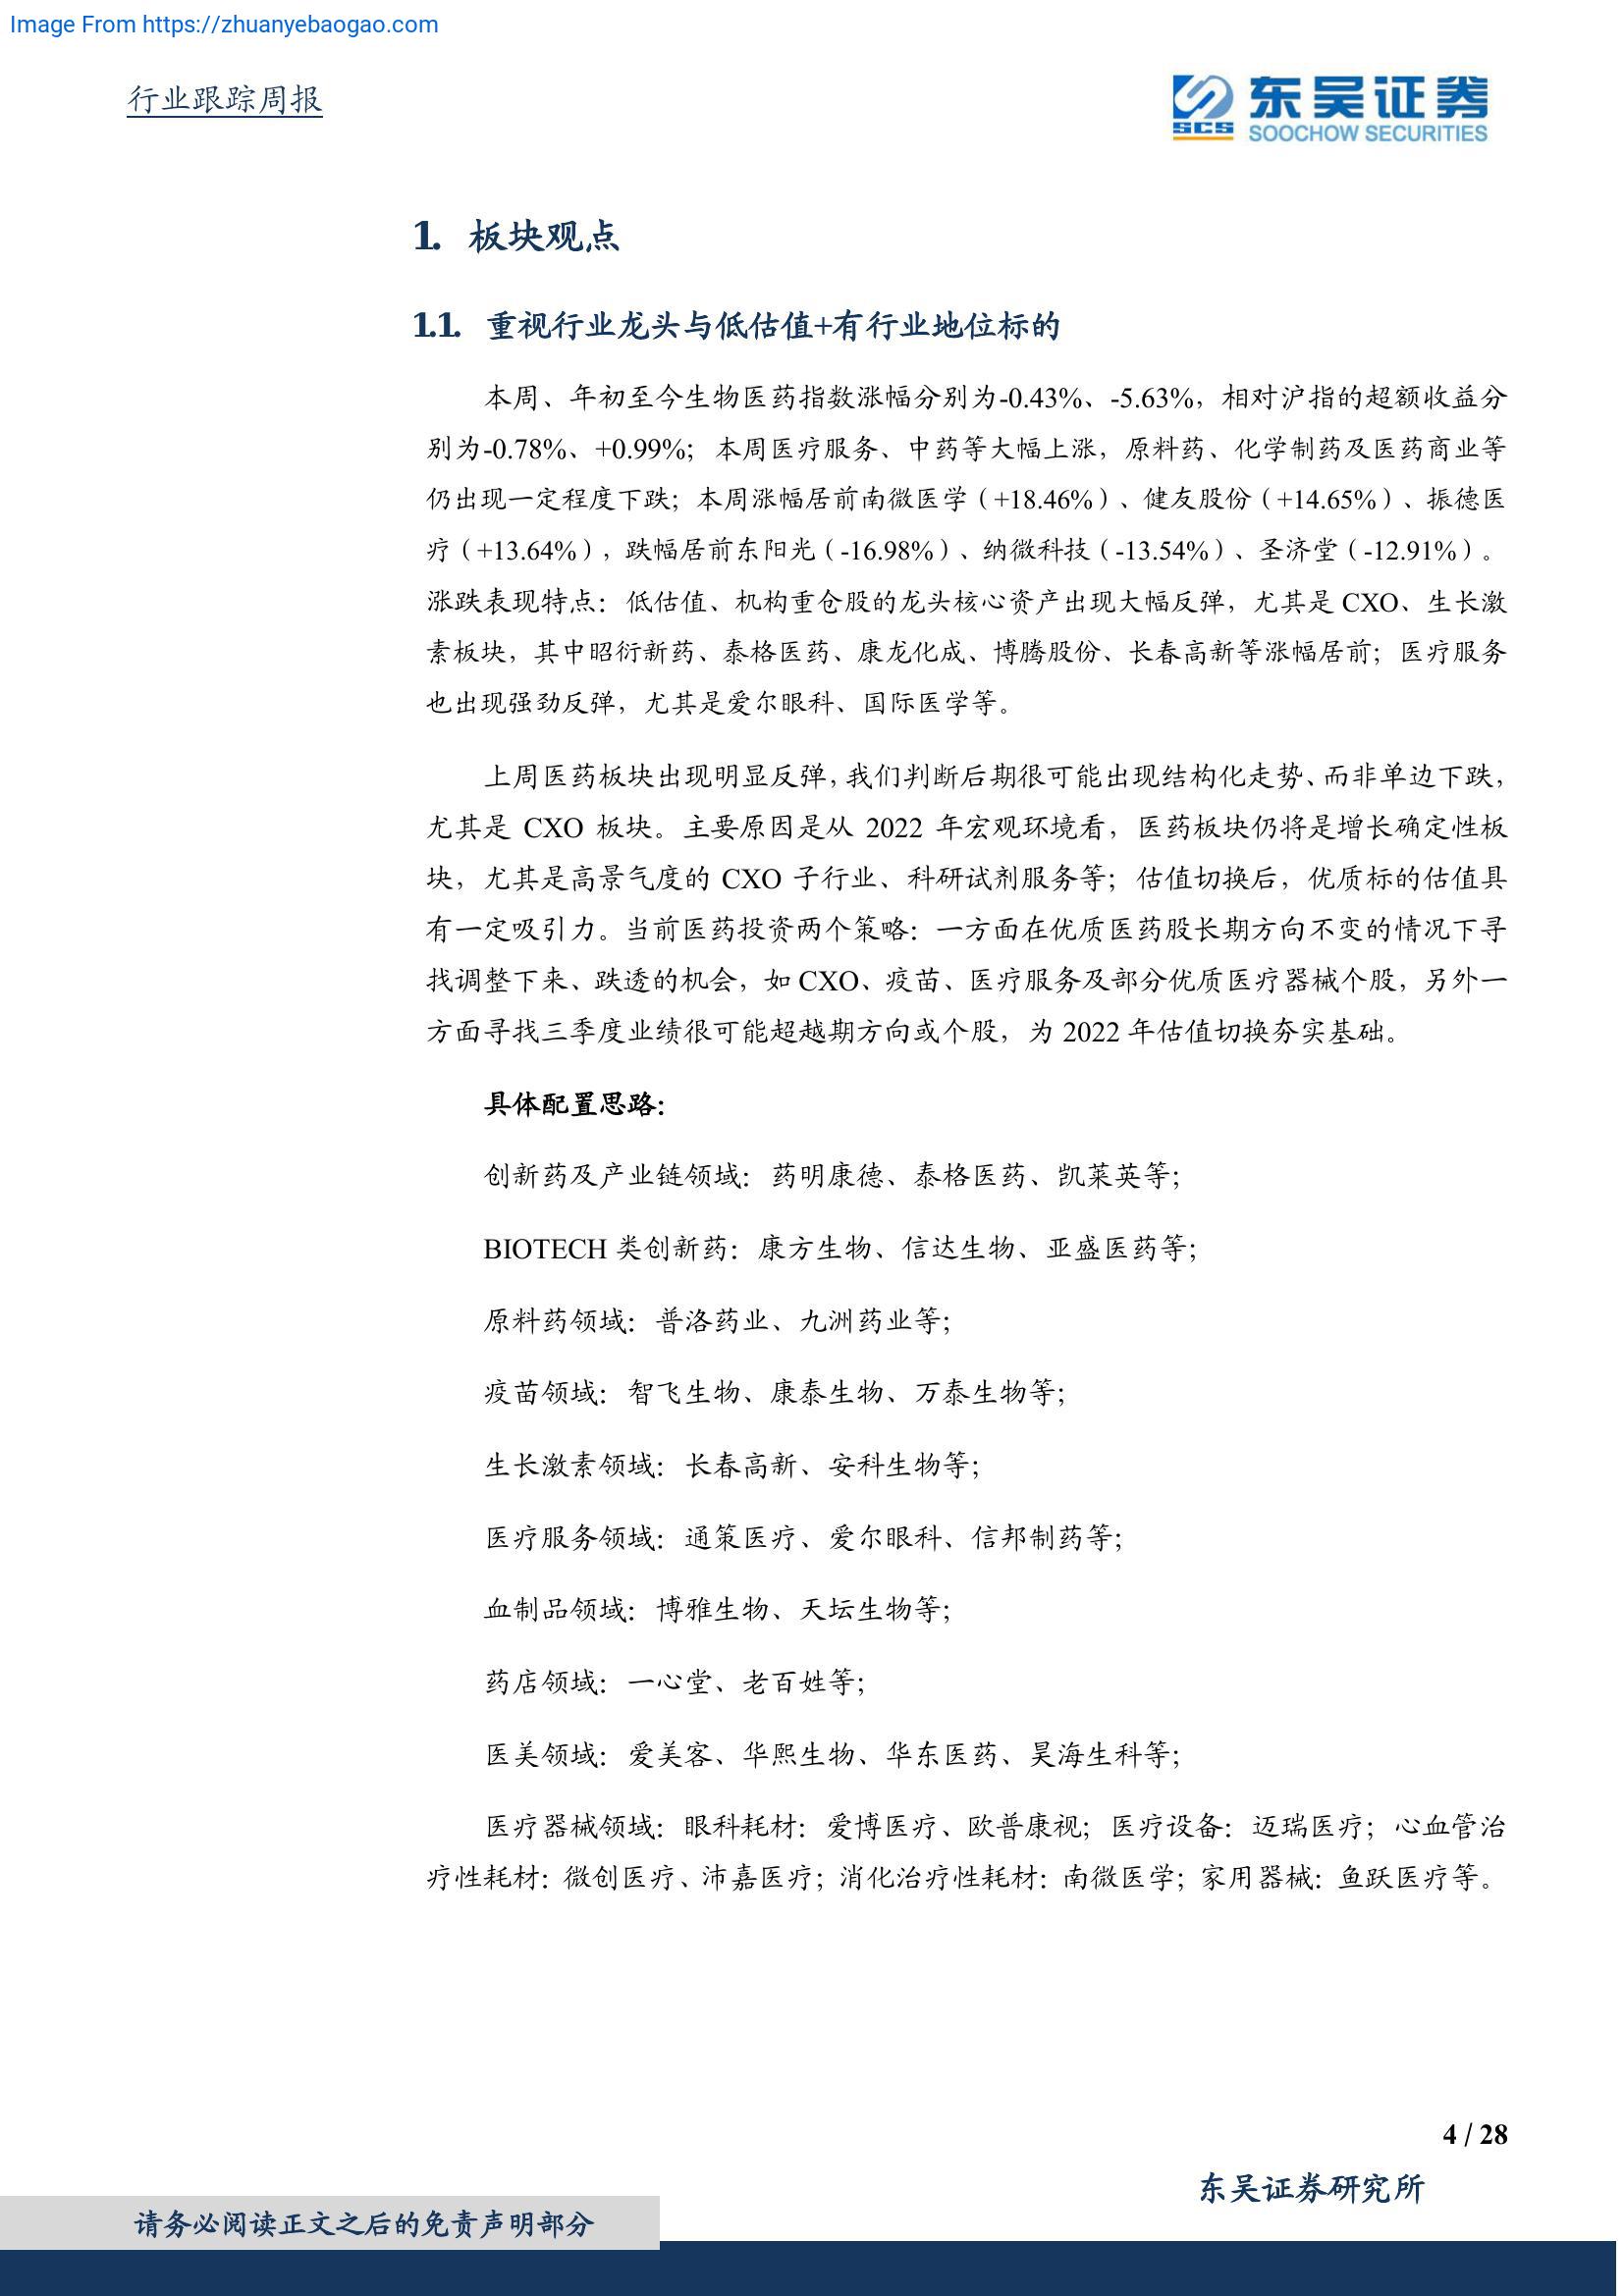 Image From https://zhuanyebaogao.com
行业跟踪周报
SCS
东吴证券
SOOCHOW SECURITIES
1. 板块观点
1.1. 重视行业龙头与低估值+有行业地位标的
本周、年初至今生物医药指数涨幅分别为-0.43%、-5.63%，相对沪指的超额收益分
别为-0.78%、+0.99%；本周医疗服务、中药等大幅上涨，原料药、化学制药及医药商业等
仍出现一定程度下跌；本周涨幅居前南微医学（+18.46%）、健友股份（+14.65%）、振德医
疗（+13.64%），跌幅居前东阳光（-16.98%）、纳微科技（-13.54%）、圣济堂（-12.91%）。
涨跌表现特点：低估值、机构重仓股的龙头核心资产出现大幅反弹，尤其是 CXO、生长激
素板块，其中昭衍新药、泰格医药、康龙化成、博腾股份、长春高新等涨幅居前；医疗服务
也出现强劲反弹，尤其是爱尔眼科、国际医学等。
上周医药板块出现明显反弹，我们判断后期很可能出现结构化走势、而非单边下跌，
尤其是 CXO 板块。主要原因是从 2022 年宏观环境看，医药板块仍将是增长确定性板
块，尤其是高景气度的 CXO 子行业、科研试剂服务等；估值切换后，优质标的估值具
有一定吸引力。当前医药投资两个策略：一方面在优质医药股长期方向不变的情况下寻
找调整下来、跌透的机会，如 CXO、疫苗、医疗服务及部分优质医疗器械个股，另外一
方面寻找三季度业绩很可能超越期方向或个股，为 2022 年估值切换夯实基础。
具体配置思路：
创新药及产业链领域：药明康德、泰格医药、凯莱英等；
BIOTECH 类创新药：康方生物、信达生物、亚盛医药等；
原料药领域：普洛药业、九洲药业等；
疫苗领域：智飞生物、康泰生物、万泰生物等；
生长激素领域：长春高新、安科生物等；
医疗服务领域：通策医疗、爱尔眼科、信邦制药等；
血制品领域：博雅生物、天坛生物等；
药店领域：一心堂、老百姓等；
医美领域：爱美客、华熙生物、华东医药、昊海生科等；
医疗器械领域：眼科耗材：爱博医疗、欧普康视；医疗设备：迈瑞医疗；心血管治
疗性耗材：微创医疗、沛嘉医疗；消化治疗性耗材：南微医学；家用器械：鱼跃医疗等。
4 / 28
东吴证券研究所
请务必阅读正文之后的免责声明部分